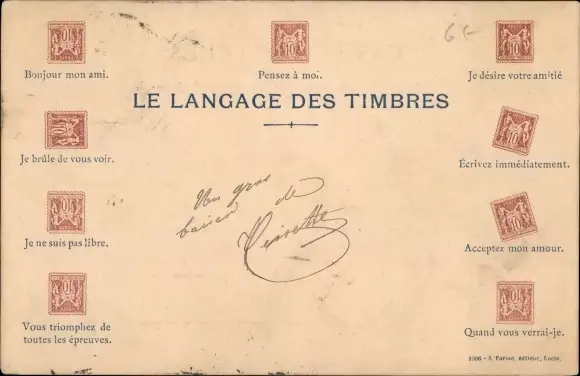 6f-
Bonjour mon ami.
Pensez à moi.
Je désire votre amitié
LE LANGAGE DES TIMBRES
Je brûle de vous voir.
Écrivez immédiatement.
Un gros
baiser de
Je ne suis pas libre.
Acceptez mon amour.
Vous triomphez de
toutes les épreuves.
Quand vous verrai-je.